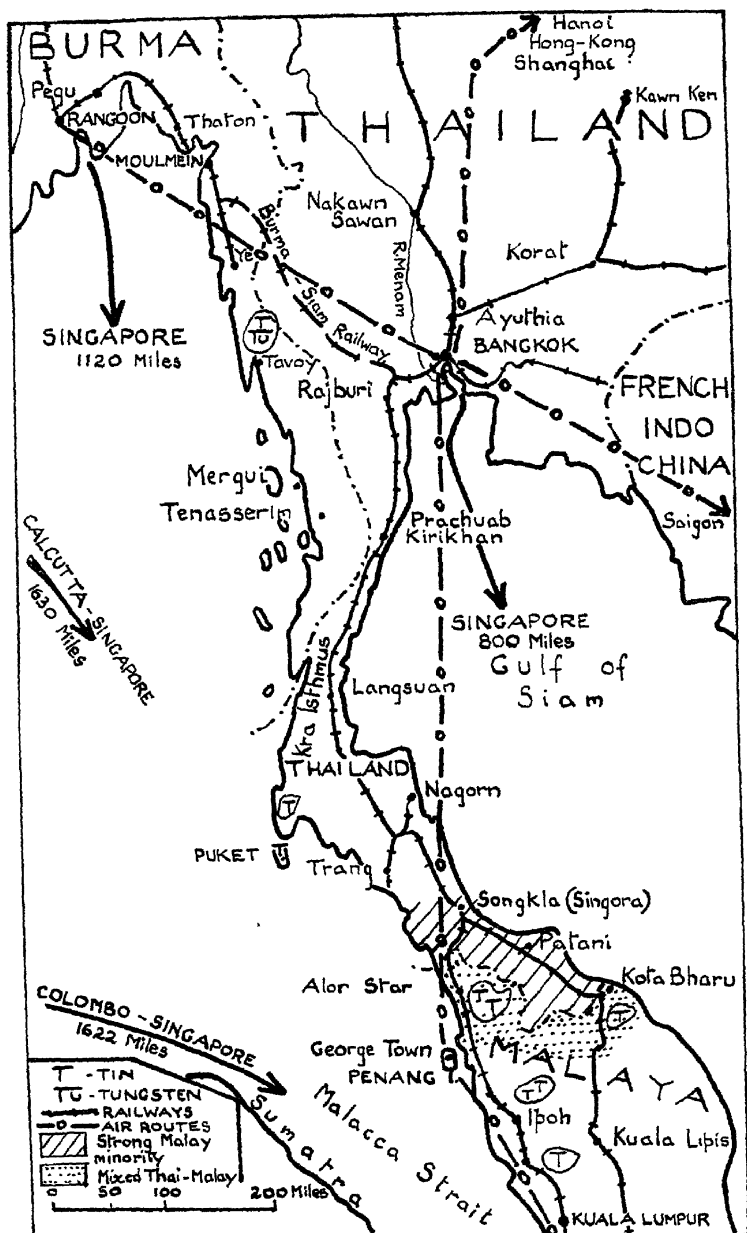 BURMA
Hanoi
Hong-Kong
Shanghai
Pegu
Kawn Ken
RANGOON
Thaton
THAILAND
MOULMEIN
Nakawn
Sawan
Burma
Siam
Railway
R.Menam
Korat
Ye
SINGAPORE
1120 Miles
T
TU
Tavoy
Ayuthia
BANGKOK
Rajburi
FRENCH
INDO
CHINA
Mergui
Tenasserim
Prachuab
Kirikhan
Saigon
CALCUTTA-SINGAPORE
1630 Miles
SINGAPORE
800 Miles
Gulf of
Siam
Kra Isthmus
Langsuan
THAILAND
T
Nagorn
PUKET
Trang
Songkla (Singora)
Patani
Alor Star
T
T
Kota Bharu
T
COLOMBO-SINGAPORE
1622 Miles
George Town
PENANG
MALAYA
T T
Ipoh
Kuala Lipis
T
Malacca Strait
Sumatra
KUALA LUMPUR
T - TIN
TU - TUNGSTEN
RAILWAYS
AIR ROUTES
Strong Malay
minority
Mixed Thai-Malay
0 50 100 200 Miles